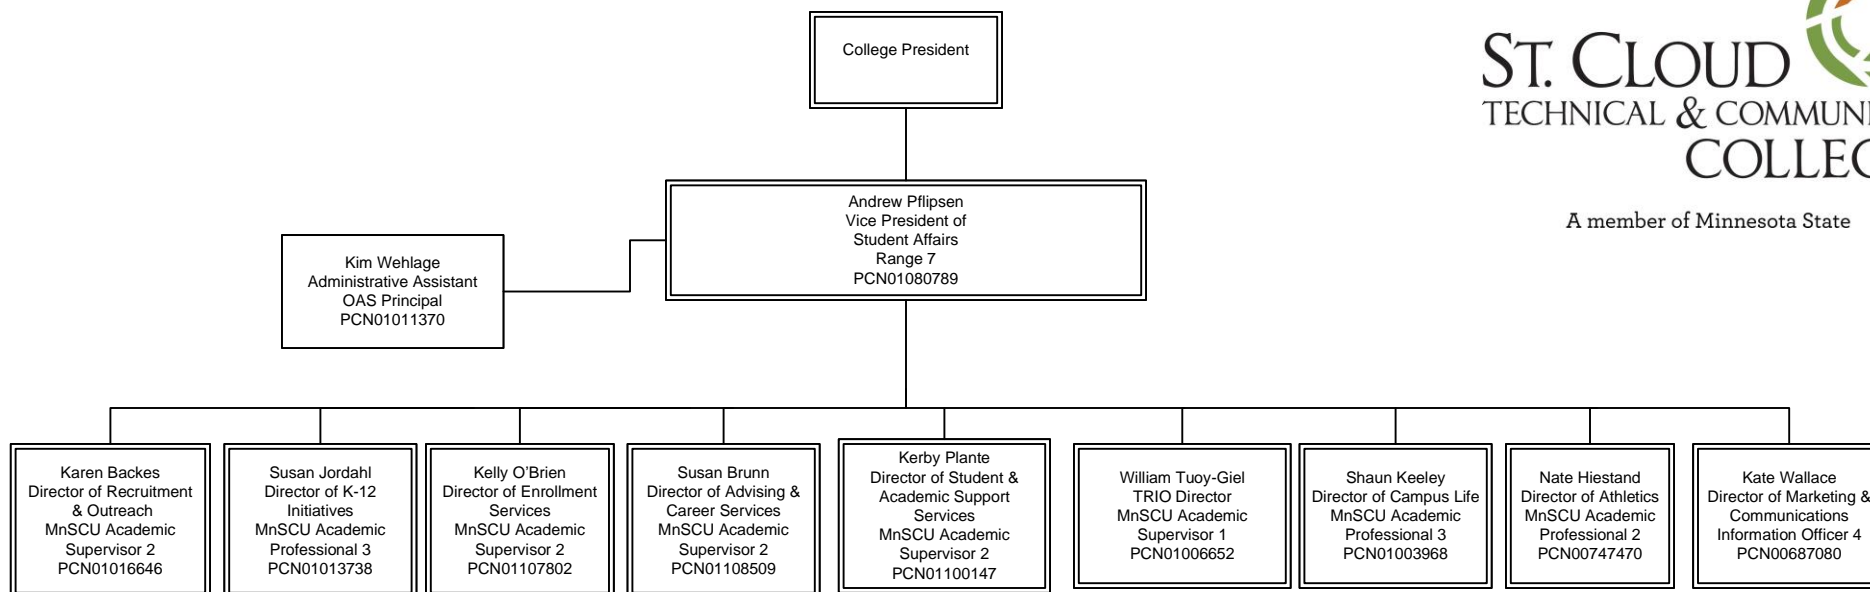 College President
ST. CLOUD
TECHNICAL & COMMUNI
COLLEG
A member of Minnesota State
Andrew Pflipsen
Vice President of
Student Affairs
Range 7
PCN01080789
Kim Wehlage
Administrative Assistant
OAS Principal
PCN01011370
Karen Backes
Director of Recruitment
& Outreach
MnSCU Academic
Supervisor 2
PCN01016646
Susan Jordahl
Director of K-12
Initiatives
MnSCU Academic
Professional 3
PCN01013738
Kelly O’Brien
Director of Enrollment
Services
MnSCU Academic
Supervisor 2
PCN01107802
Susan Brunn
Director of Advising &
Career Services
MnSCU Academic
Supervisor 2
PCN01108509
Kerby Plante
Director of Student &
Academic Support
Services
MnSCU Academic
Supervisor 2
PCN01100147
William Tuoy-Giel
TRIO Director
MnSCU Academic
Supervisor 1
PCN01006652
Shaun Keeley
Director of Campus Life
MnSCU Academic
Professional 3
PCN01003968
Nate Hiestand
Director of Athletics
MnSCU Academic
Professional 2
PCN00747470
Kate Wallace
Director of Marketing &
Communications
Information Officer 4
PCN00687080